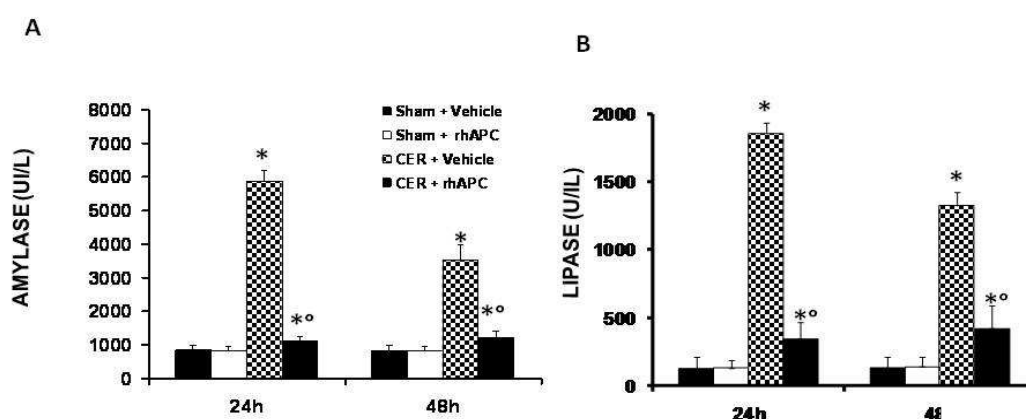 A
AMYLASE (UI/L)
8000
7000
6000
5000
4000
3000
2000
1000
0
Sham + Vehicle
Sham + rhAPC
CER + Vehicle
CER + rhAPC
*
*°
*
*°
24h
48h
B
LIPASE (U/IL)
2000
1500
1000
500
0
*
*°
*
*°
24h
48